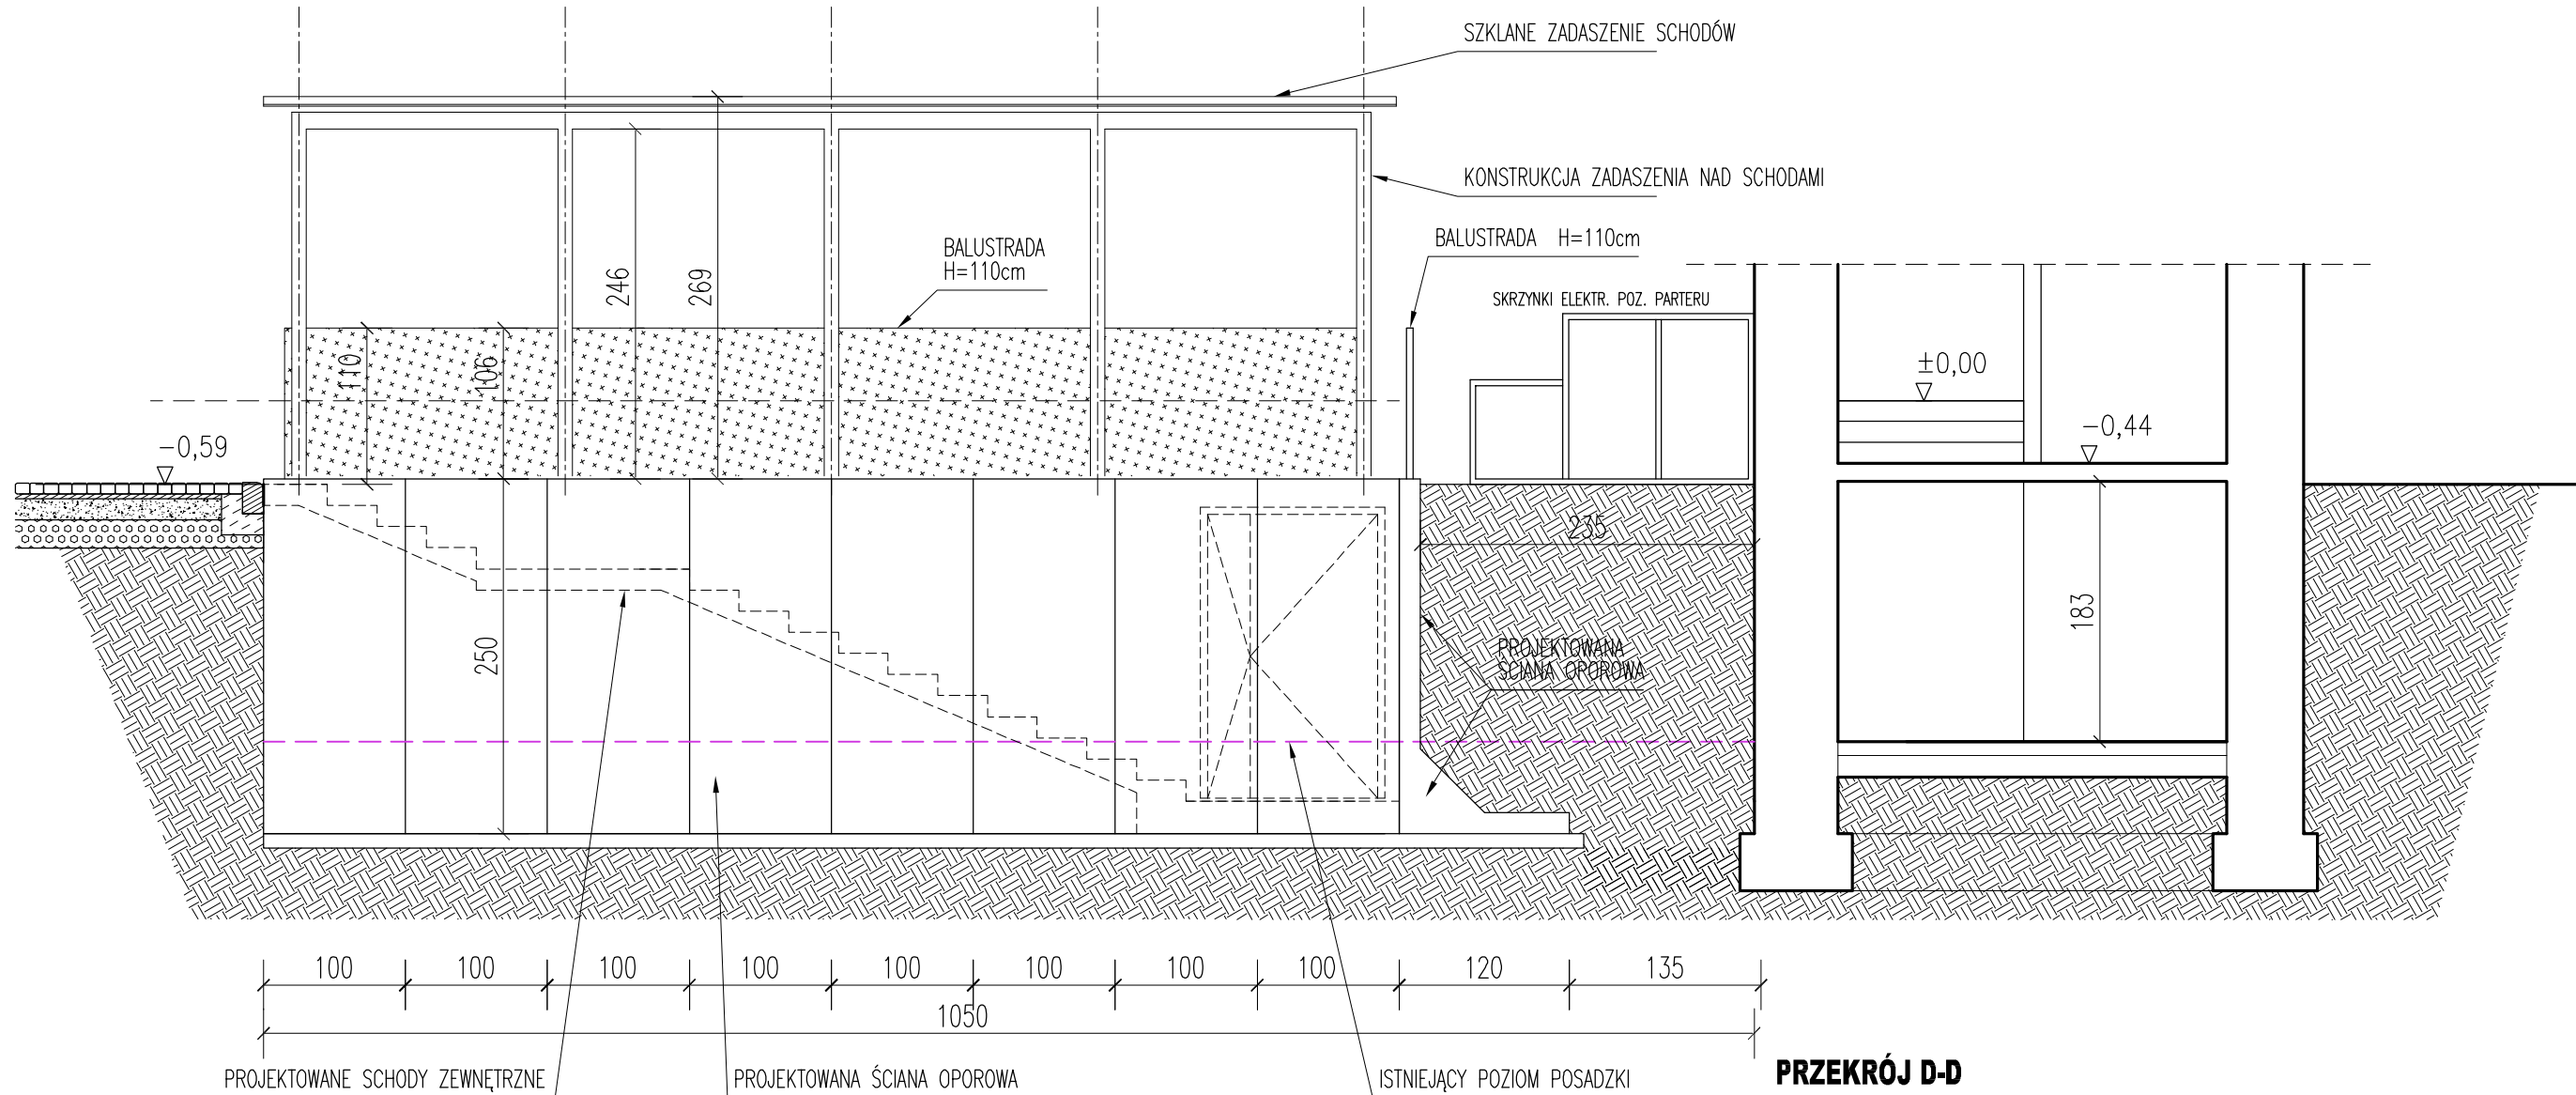 SZKLANE ZADASZENIE SCHODÓW
KONSTRUKCJA ZADASZENIA NAD SCHODAMI
BALUSTRADA H=110cm
BALUSTRADA
H=110cm
246
269
SKRZYNKI ELEKTR. POZ. PARTERU
110
106
±0,00
-0,44
-0,59
235
183
250
PROJEKTOWANA
ŚCIANA OPOROWA
100 100 100 100 100 100 100 100 120 135
1050
PROJEKTOWANE SCHODY ZEWNĘTRZNE
PROJEKTOWANA ŚCIANA OPOROWA
ISTNIEJĄCY POZIOM POSADZKI
PRZEKRÓJ D-D